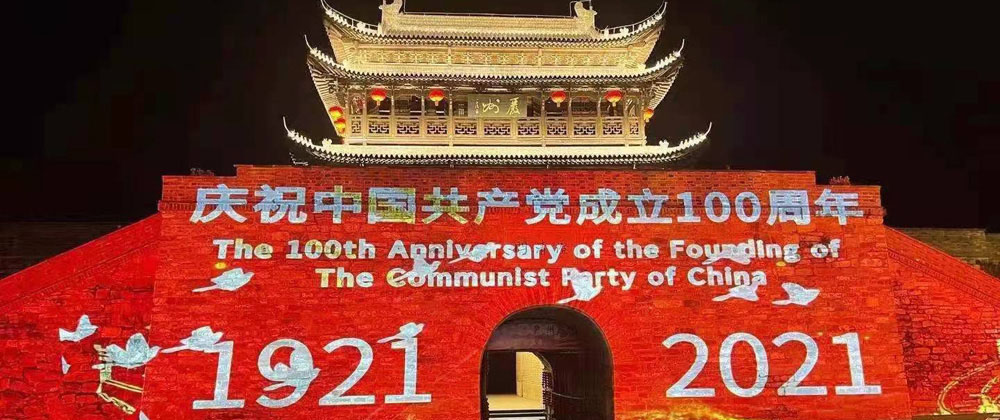 庆祝中国共产党成立100周年
The 100th Anniversary of the Founding of
The Communist Party of China
1921 2021